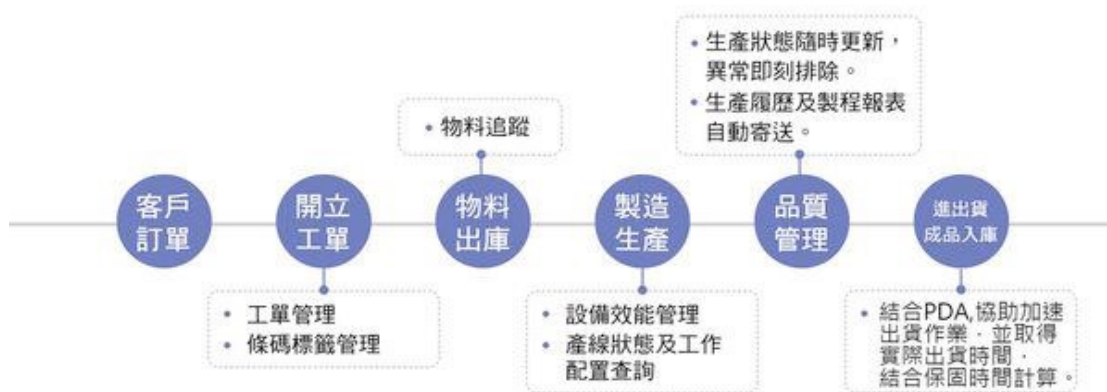 • 生產狀態隨時更新，
異常即刻排除。
• 生產履歷及製程報表
自動寄送。
• 物料追蹤
客戶
訂單
開立
工單
物料
出庫
製造
生產
品質
管理
進出貨
成品入庫
• 工單管理
• 條碼標籤管理
• 設備效能管理
• 產線狀態及工作
配置查詢
• 結合PDA,協助加速
出貨作業．並取得
實際出貨時間．
結合保固時間計算。